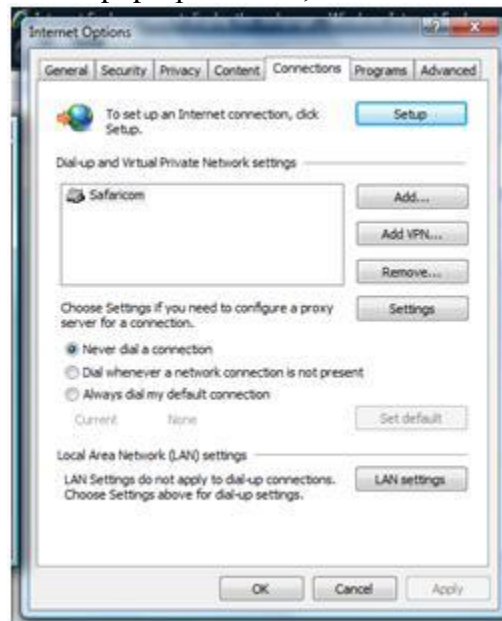 Internet Options
General Security Privacy Content Connections Programs Advanced
To set up an Internet connection, click
Setup.
Setup
Dial-up and Virtual Private Network settings
Safaricom
Add...
Add VPN...
Remove...
Choose Settings if you need to configure a proxy
server for a connection.
Settings
Never dial a connection
Dial whenever a network connection is not present
Always dial my default connection
Current None
Set default
Local Area Network (LAN) settings
LAN Settings do not apply to dial-up connections.
Choose Settings above for dial-up settings.
LAN settings
OK Cancel Apply